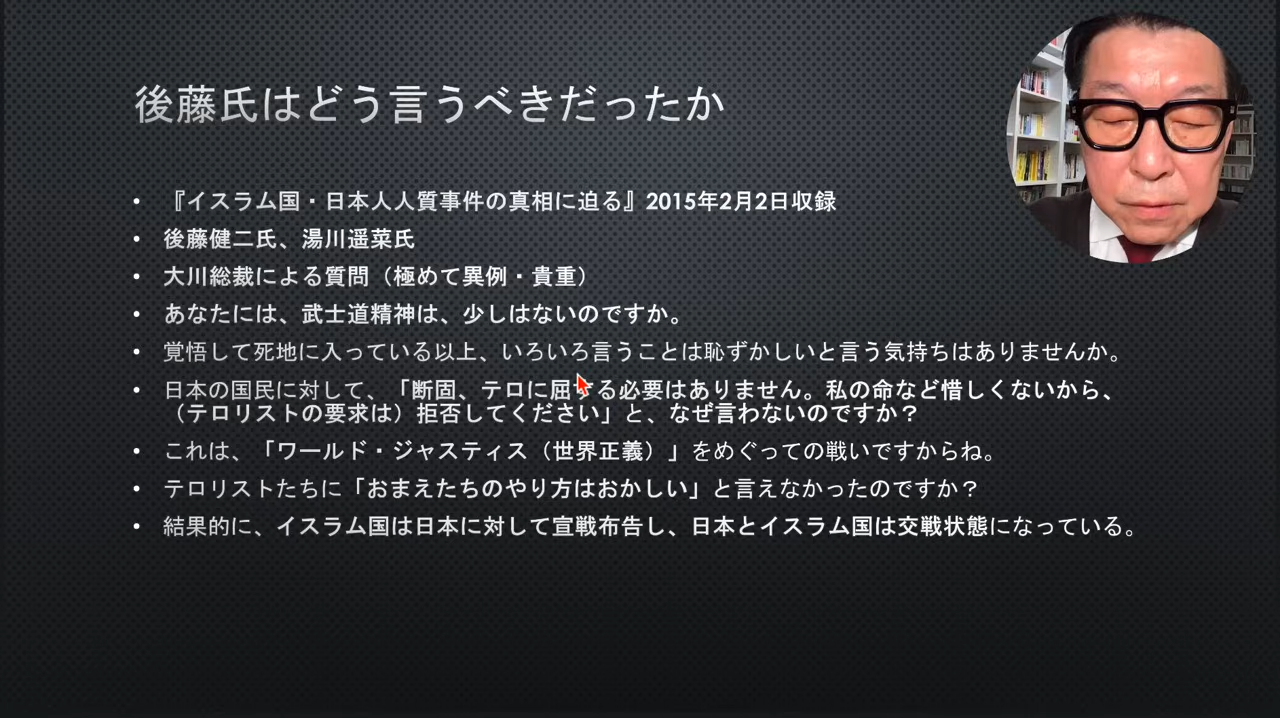 後藤氏はどう言うべきだったか
• 『イスラム国・日本人人質事件の真相に迫る』2015年2月2日収録
• 後藤健二氏、湯川遥菜氏
• 大川総裁による質問（極めて異例・貴重）
• あなたには、武士道精神は、少しはないのですか。
• 覚悟して死地に入っている以上、いろいろ言うことは恥ずかしいと言う気持ちはありませんか。
• 日本の国民に対して、「断固、テロに屈する必要はありません。私の命など惜しくないから、
（テロリストの要求は）拒否してください」と、なぜ言わないのですか？
• これは、「ワールド・ジャスティス（世界正義）」をめぐっての戦いですからね。
• テロリストたちに「おまえたちのやり方はおかしい」と言えなかったのですか？
• 結果的に、イスラム国は日本に対して宣戦布告し、日本とイスラム国は交戦状態になっている。